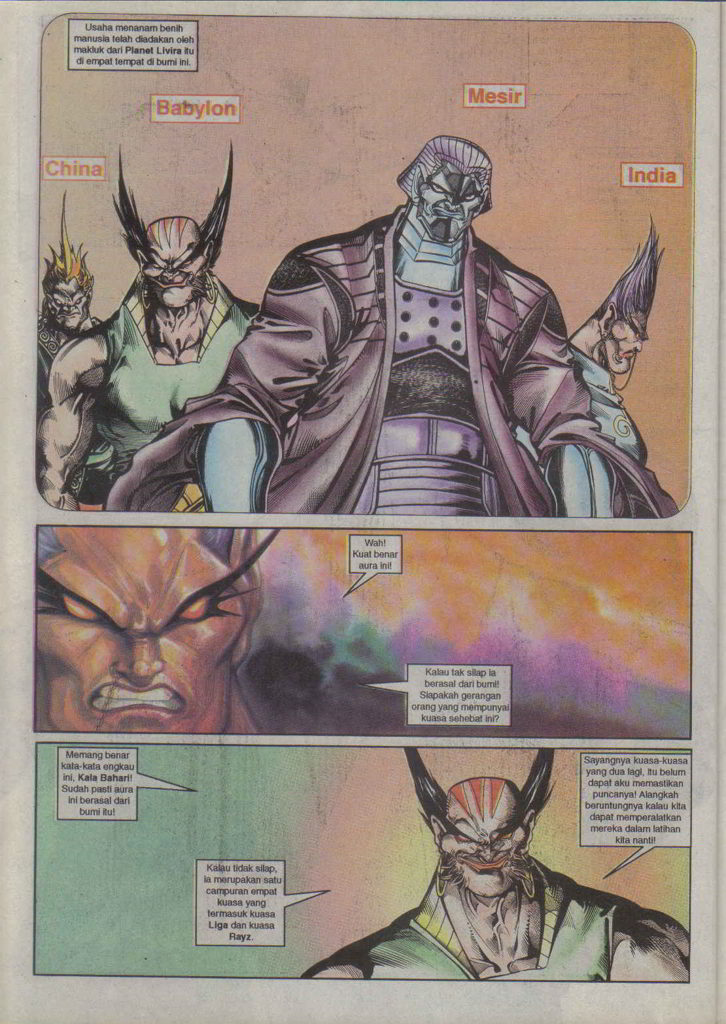 Usaha menanam benih
manusia telah diadakan oleh
makluk dari Planet Livira itu
di empat tempat di bumi ini.
Babylon
Mesir
China
India
Wah!
Kuat benar
aura ini!
Kalau tak silap ia
berasal dari bumi!
Siapakah gerangan
orang yang mempunyai
kuasa sehebat ini?
Memang benar
kata-kata engkau
ini, Kala Bahari!
Sudah pasti aura
ini berasal dari
bumi itu!
Kalau tidak silap,
ia merupakan satu
campuran empat
kuasa yang
termasuk kuasa
Liga dan kuasa
Rayz.
Sayangnya kuasa-kuasa
yang dua lagi, itu belum
dapat aku memastikan
puncanya! Alangkah
beruntungnya kalau kita
dapat memperalatkan
mereka dalam latihan
kita nanti!